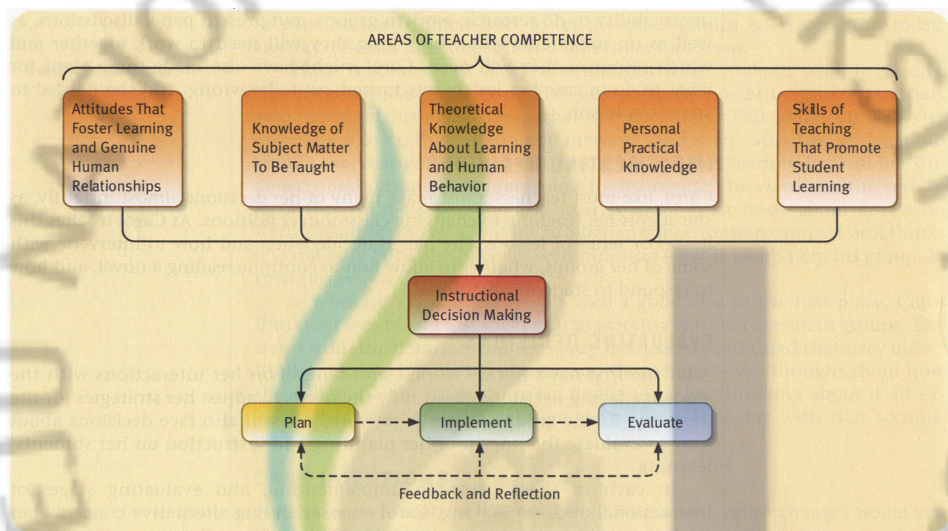 AREAS OF TEACHER COMPETENCE
Attitudes That
Foster Learning
and Genuine
Human
Relationships
Knowledge of
Subject Matter
To Be Taught
Theoretical
Knowledge
About Learning
and Human
Behavior
Personal
Practical
Knowledge
Skills of
Teaching
That Promote
Student
Learning
Instructional
Decision Making
Plan
Implement
Evaluate
Feedback and Reflection